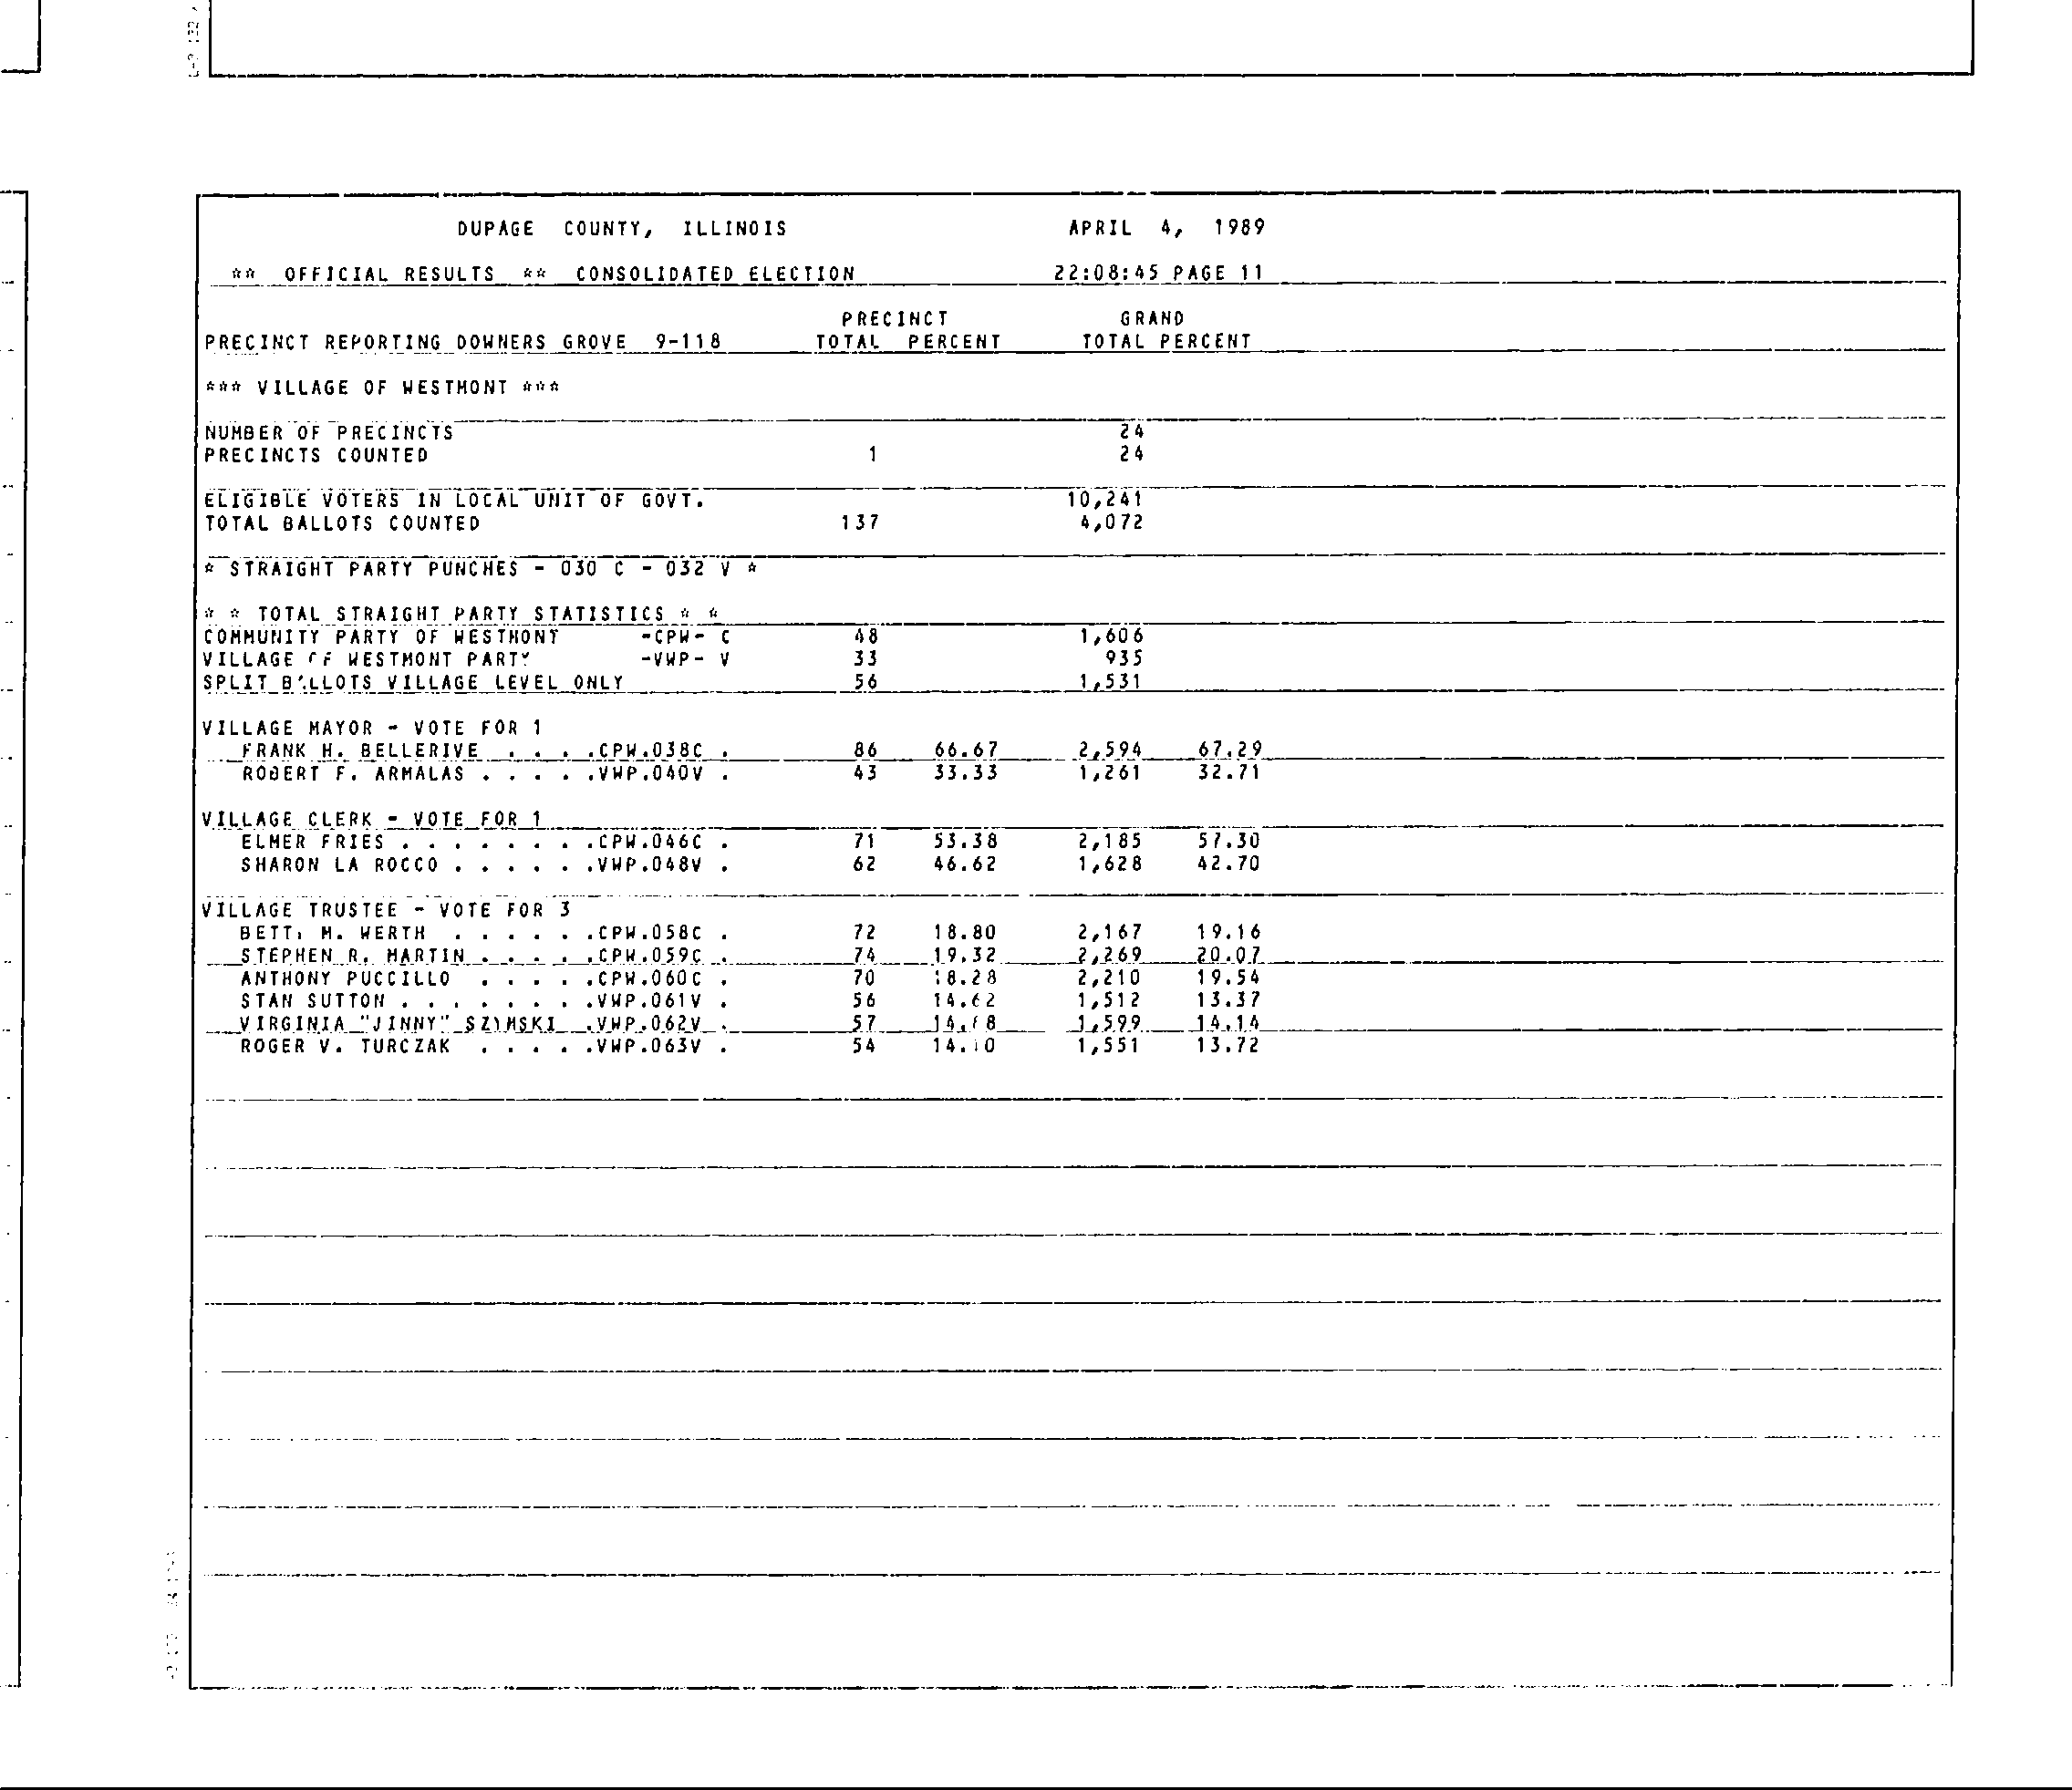 DUPAGE COUNTY, ILLINOIS APRIL 4, 1989
** OFFICIAL RESULTS ** CONSOLIDATED ELECTION 22:08:45 PAGE 11
PRECINCT GRAND
PRECINCT REPORTING DOWNERS GROVE 9-118 TOTAL PERCENT TOTAL PERCENT
*** VILLAGE OF WESTMONT ***
NUMBER OF PRECINCTS 24
PRECINCTS COUNTED 1 24
ELIGIBLE VOTERS IN LOCAL UNIT OF GOVT. 10,241
TOTAL BALLOTS COUNTED 137 4,072
* STRAIGHT PARTY PUNCHES - 030 C - 032 V *
* * TOTAL STRAIGHT PARTY STATISTICS * *
COMMUNITY PARTY OF WESTMONT -CPW- C 48 1,606
VILLAGE OF WESTMONT PARTY -VWP- V 33 935
SPLIT BALLOTS VILLAGE LEVEL ONLY 56 1,531
VILLAGE MAYOR - VOTE FOR 1
FRANK H. BELLERIVE . . . . .CPW.038C . 86 66.67 2,594 67.29
ROBERT F. ARMALAS . . . . .VWP.040V . 43 33.33 1,261 32.71
VILLAGE CLERK - VOTE FOR 1
ELMER FRIES . . . . . . . .CPW.046C . 71 53.38 2,185 57.30
SHARON LA ROCCO . . . . . .VWP.048V . 62 46.62 1,628 42.70
VILLAGE TRUSTEE - VOTE FOR 3
M. WERTH . . . . . .CPW.058C . 72 18.80 2,167 19.16
STEPHEN R. MARTIN . . . . .CPW.059C . 74 19.32 2,269 20.07
ANTHONY PUCCILLO . . . . .CPW.060C . 70 18.28 2,210 19.54
STAN SUTTON . . . . . . . .VWP.061V . 56 14.62 1,512 13.37
VIRGINIA "JINNY" SZYMSKI .VWP.062V . 57 14.88 1,599 14.14
ROGER V. TURCZAK . . . . .VWP.063V . 54 14.10 1,551 13.72